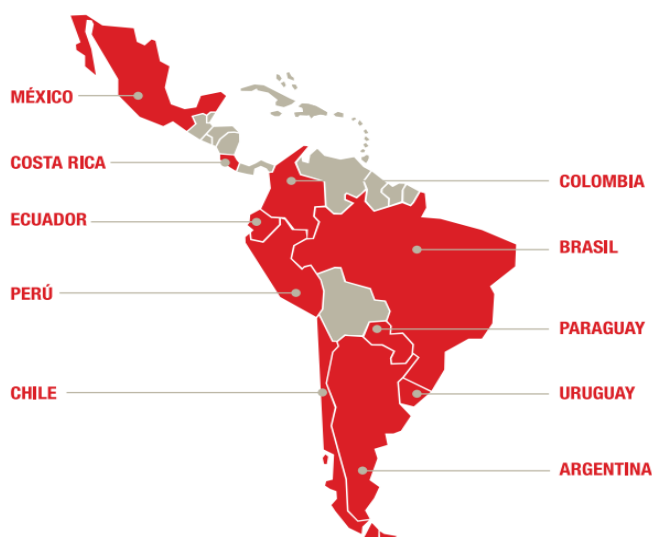 MÉXICO
COSTA RICA
ECUADOR
PERÚ
CHILE
COLOMBIA
BRASIL
PARAGUAY
URUGUAY
ARGENTINA